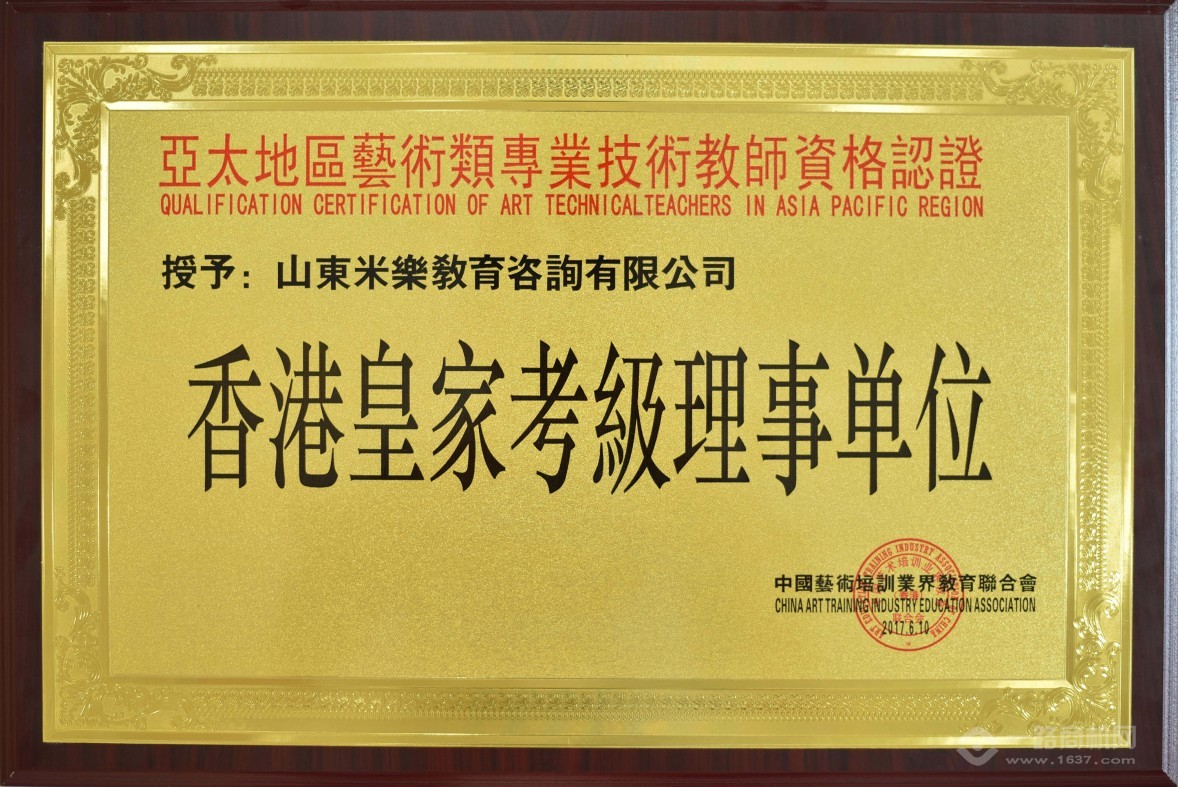 亞太地區藝術類專業技術教師資格認證
QUALIFICATION CERTIFICATION OF ART TECHNICALTEACHERS IN ASIA PACIFIC REGION
授予：山東米樂教育咨詢有限公司
香港皇家考級理事单位
中國藝術培訓業界教育聯合會
CHINA ART TRAINING INDUSTRY EDUCATION ASSOCIATION
2017.6.10
www.1637.com